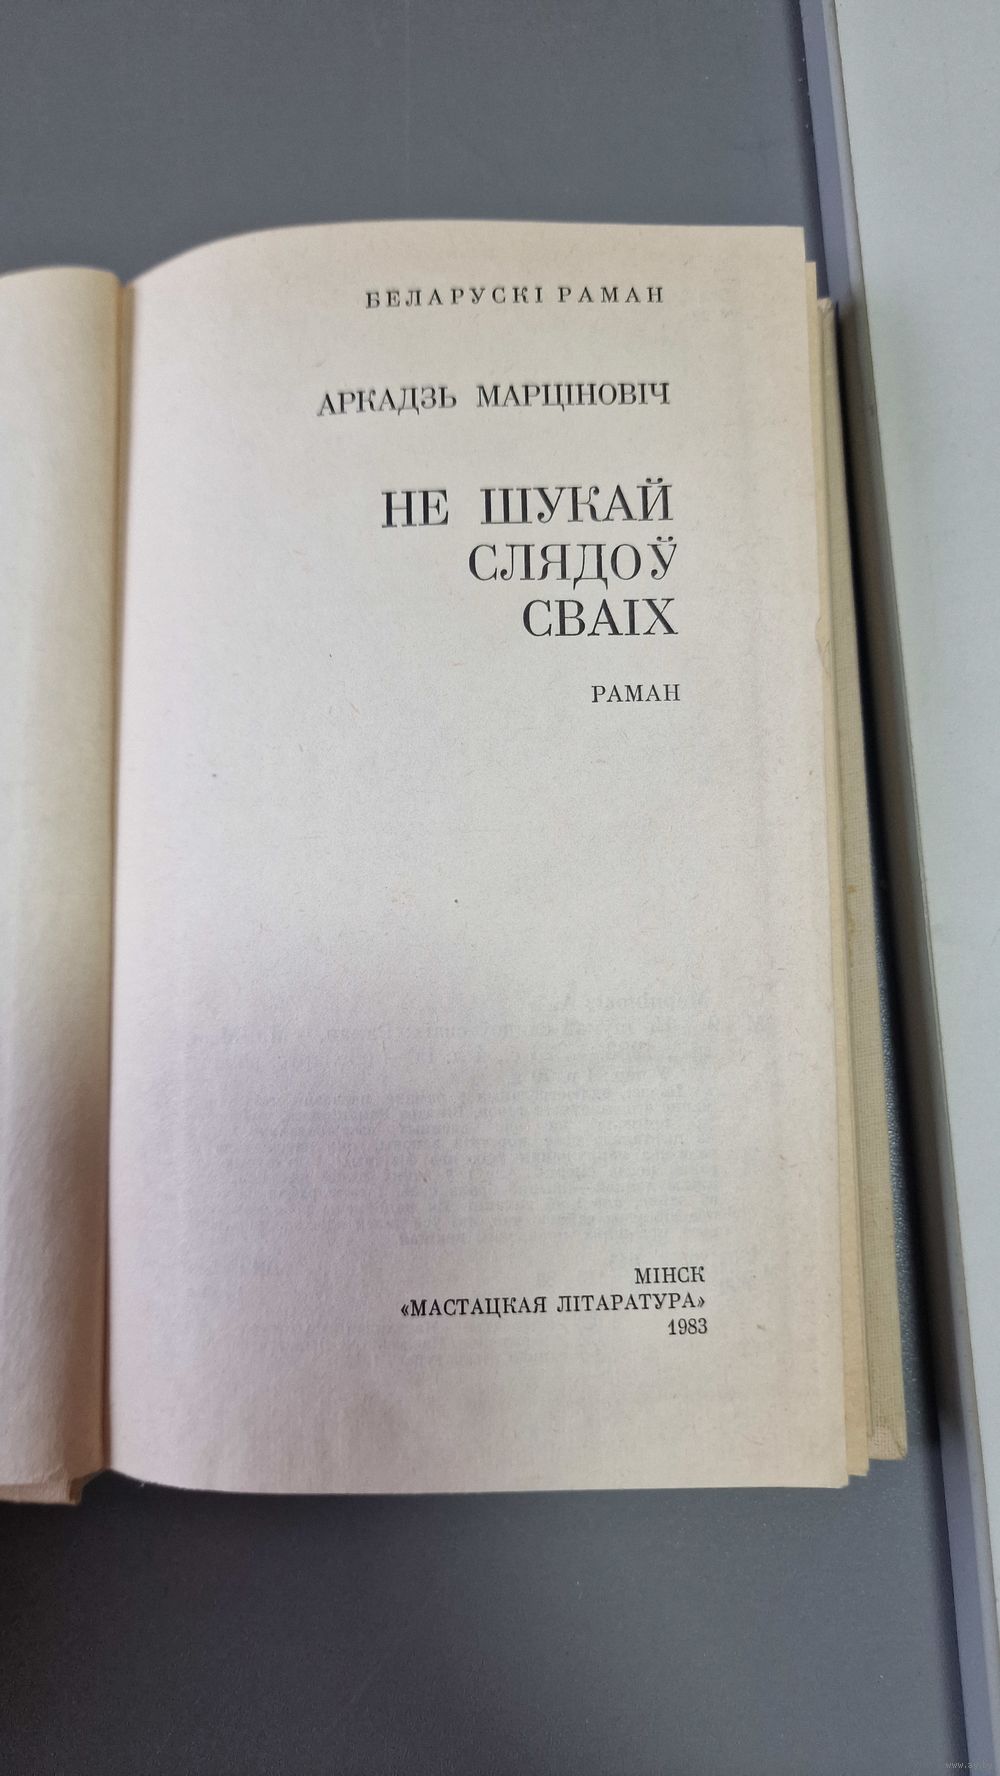 БЕЛАРУСКІ РАМАН
АРКАДЗЬ МАРЦІНОВІЧ
НЕ ШУКАЙ
СЛЯДОЎ
СВАІХ
РАМАН
МІНСК
«МАСТАЦКАЯ ЛІТАРАТУРА»
1983